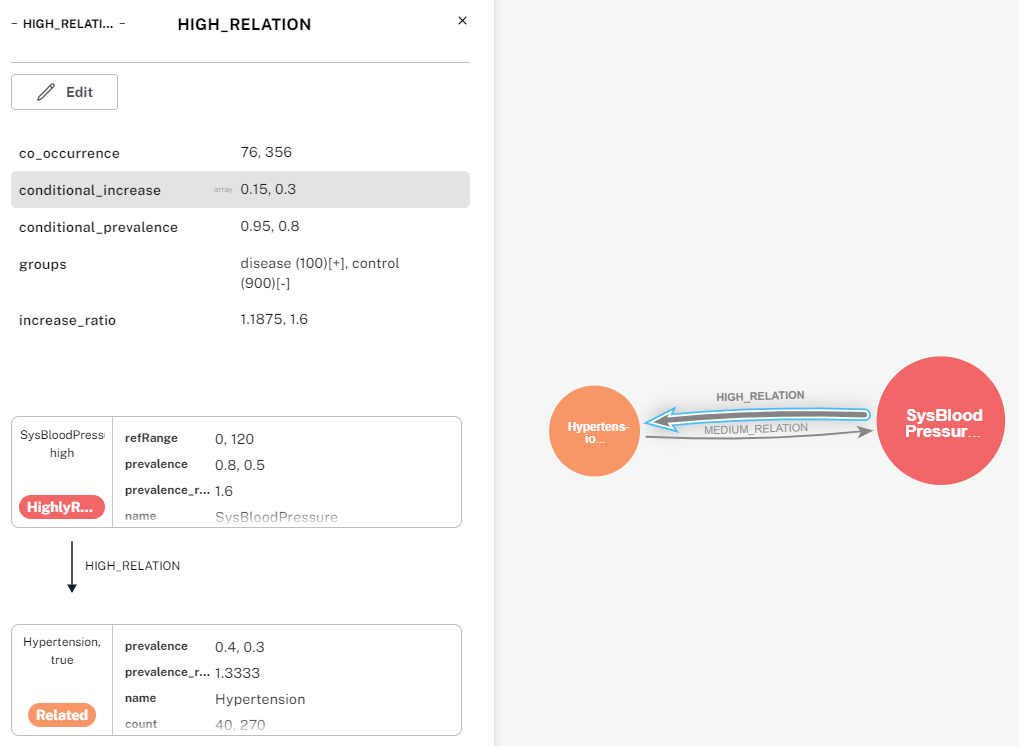 HIGH_RELATI...
HIGH_RELATION
Edit
co_occurrence 76, 356
conditional_increase array 0.15, 0.3
conditional_prevalence 0.95, 0.8
groups disease (100)[+], control
(900)[-]
increase_ratio 1.1875, 1.6
SysBloodPress
high
HighlyR...
refRange 0, 120
prevalence 0.8, 0.5
prevalence_r... 1.6
name SysBloodPressure
HIGH_RELATION
Hypertension,
true
Related
prevalence 0.4, 0.3
prevalence_r... 1.3333
name Hypertension
count 40, 270
HIGH_RELATION
MEDIUM_RELATION
Hypertens-
io...
SysBlood
Pressur...